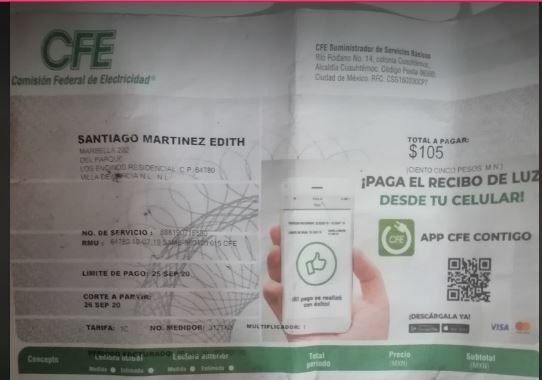 CFE
Comisión Federal de Electricidad®
CFE Suministrador de Servicios Básicos
Río Rodano No. 14, colonia Cuauhtémoc,
Alcaldía Cuauhtémoc, Código Postal 06500,
Ciudad de México. RFC: CSS160330CP7
SANTIAGO MARTINEZ EDITH
MARBELLA 202
DEL PARQUE
LOS ENCINOS RESIDENCIAL C.P. 64780
VILLA DE GARCIA N.L. N.L.
TOTAL A PAGAR:
$105
(CIENTO CINCO PESOS M.N.)
¡PAGA EL RECIBO DE LUZ
DESDE TU CELULAR!
CFE
APP CFE CONTIGO
¡El pago se realizó
con éxito!
NO. DE SERVICIO :
RMU :
CFE
LIMITE DE PAGO: 25 SEP 20
CORTE A PARTIR:
26 SEP 20
TARIFA: 1C
NO. MEDIDOR:
MULTIPLICADOR: 1
¡DESCÁRGALA YA!
VISA
PERIODO FACTURADO:
Concepto
Lectura actual
Lectura anterior
Total
periodo
Precio
(MXN)
Subtotal
(MXN)
Medida
Estimada
Medida
Estimada